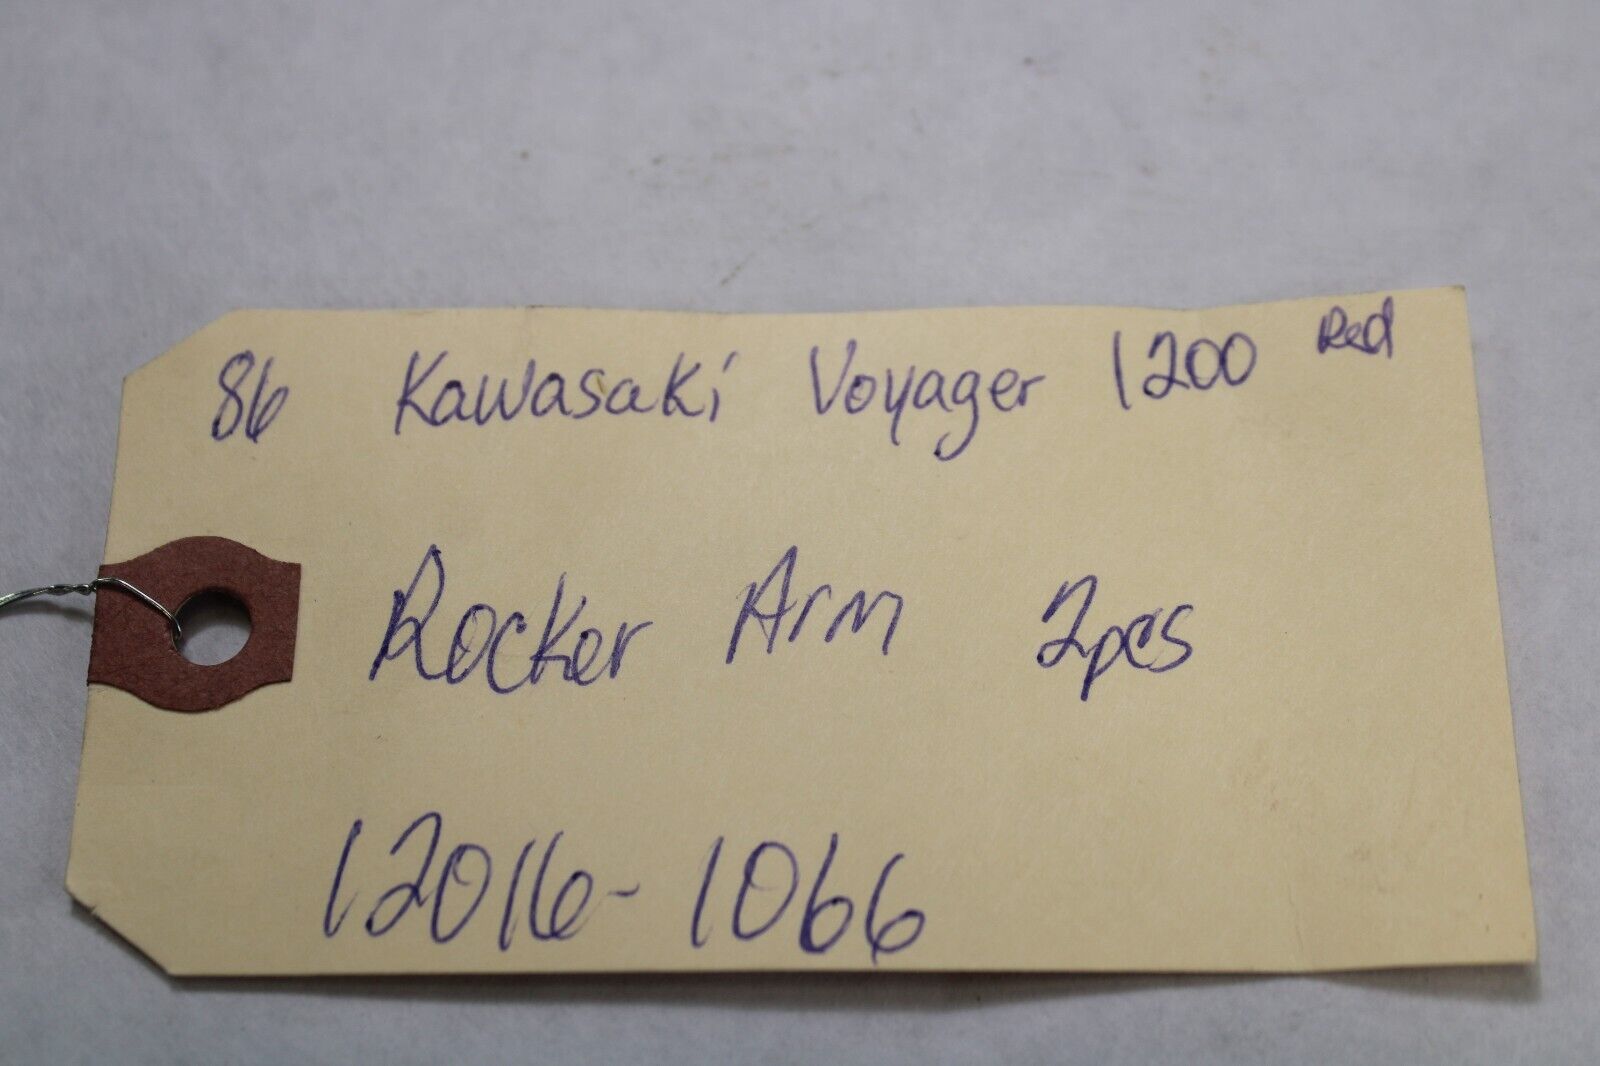 86 Kawasaki Voyager 1200 Red
Rocker Arm 2pcs
12016-1066